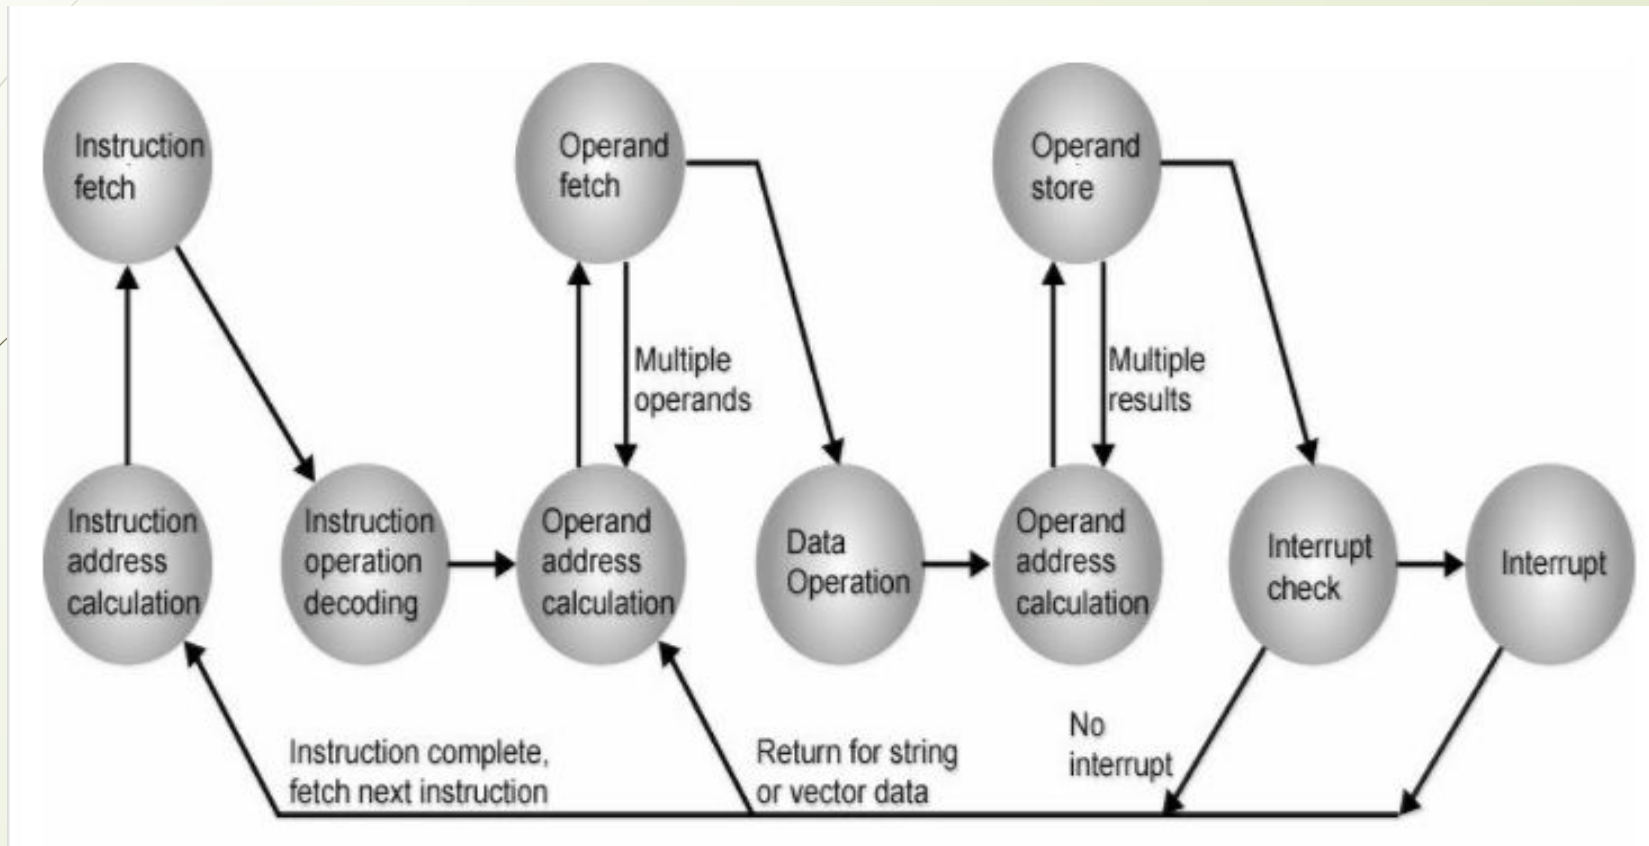 Instruction
fetch
Operand
fetch
Operand
store
Multiple
operands
Multiple
results
Instruction
address
calculation
Instruction
operation
decoding
Operand
address
calculation
Data
Operation
Operand
address
calculation
Interrupt
check
Interrupt
Instruction complete,
fetch next instruction
Return for string
or vector data
No
interrupt